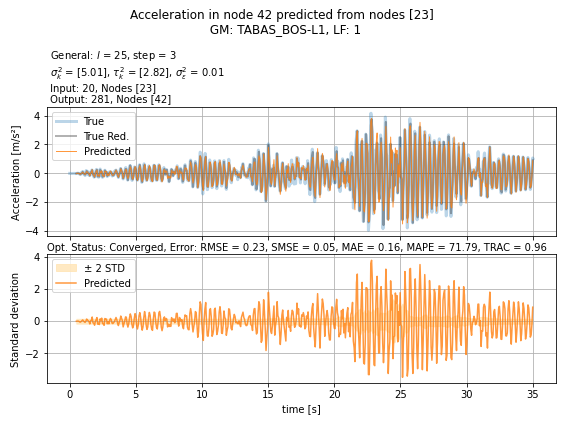 Acceleration in node 42 predicted from nodes [23]
GM: TABAS_BOS-L1, LF: 1
General: l = 25, step = 3
σ²ₖ = [5.01], τ²ₖ = [2.82], σ²ε = 0.01
Input: 20, Nodes [23]
Output: 281, Nodes [42]
Acceleration [m/s²]
4
2
0
−2
−4
True
True Red.
Predicted
Opt. Status: Converged, Error: RMSE = 0.23, SMSE = 0.05, MAE = 0.16, MAPE = 71.79, TRAC = 0.96
Standard deviation
4
2
0
−2
± 2 STD
Predicted
0 5 10 15 20 25 30 35
time [s]